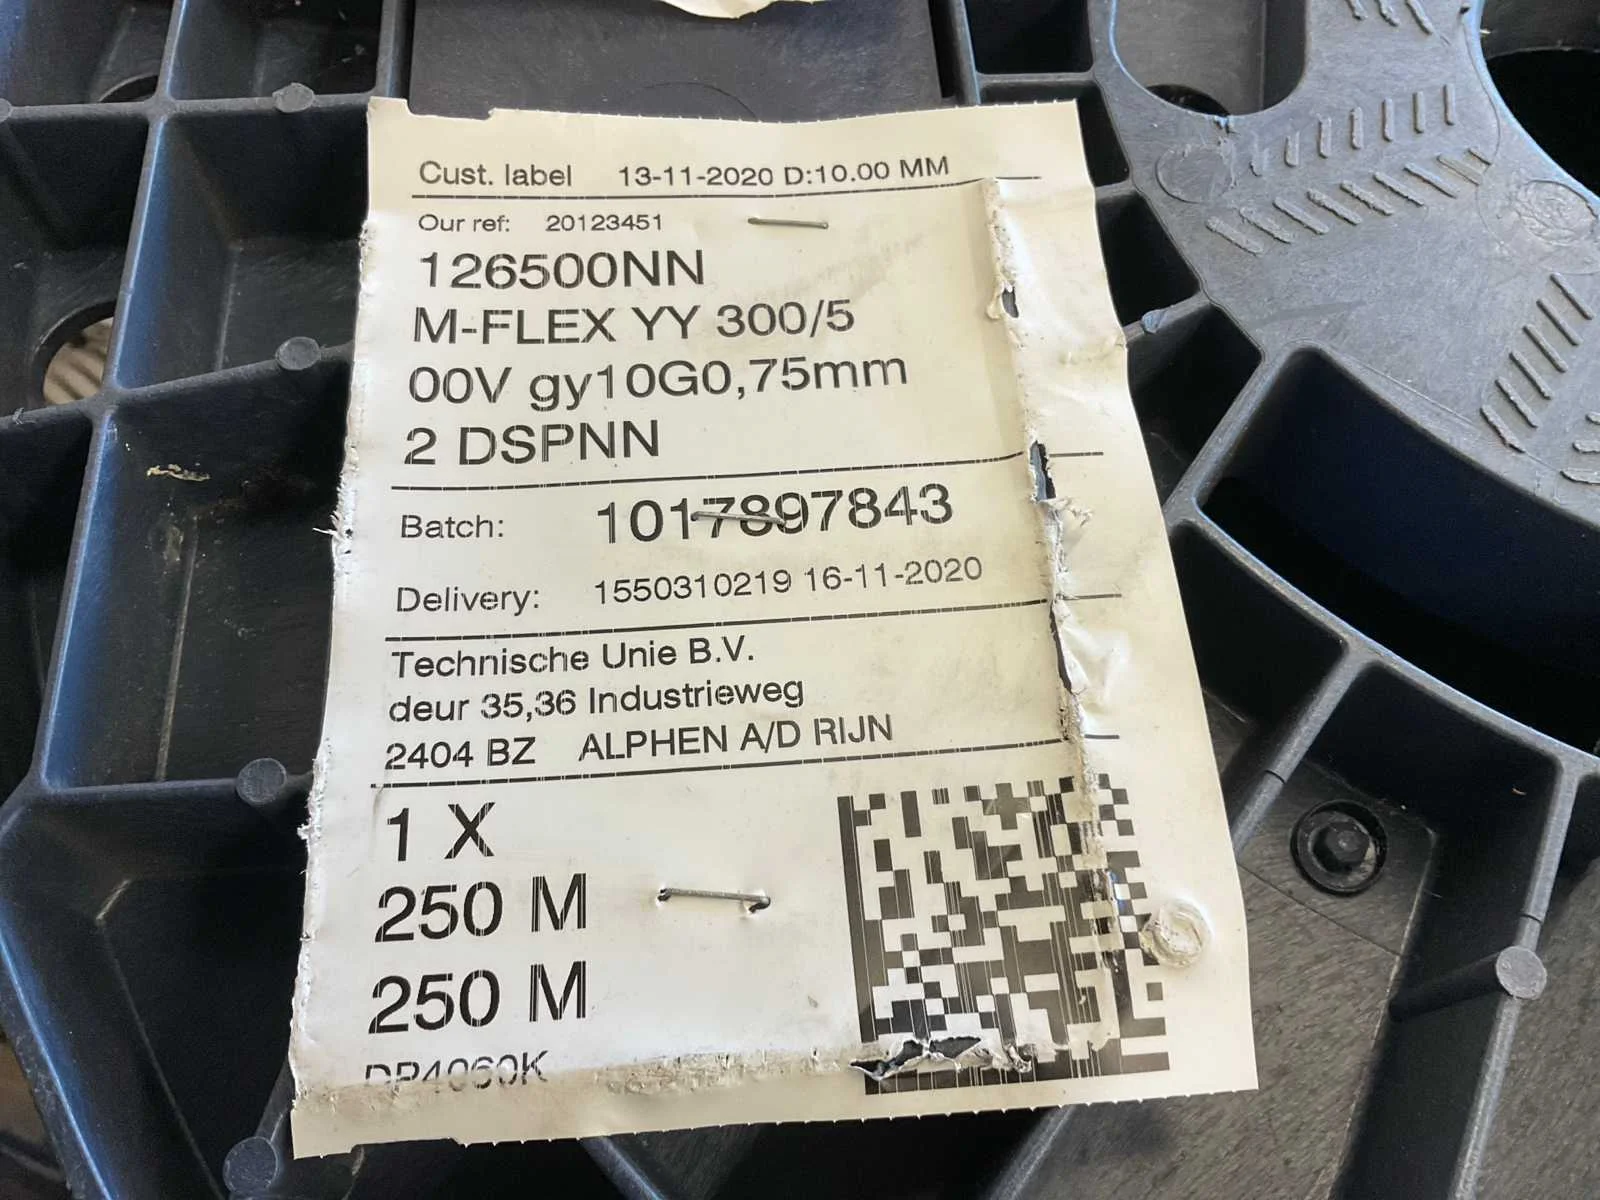 Cust. label 13-11-2020 D:10.00 MM
Our ref: 20123451
126500NN
M-FLEX YY 300/5
00V gy10G0,75mm
2 DSPNN
Batch: 1017897843
Delivery: 1550310219 16-11-2020
Technische Unie B.V.
deur 35,36 Industrieweg
2404 BZ ALPHEN A/D RIJN
1 X
250 M
250 M
DP4060K